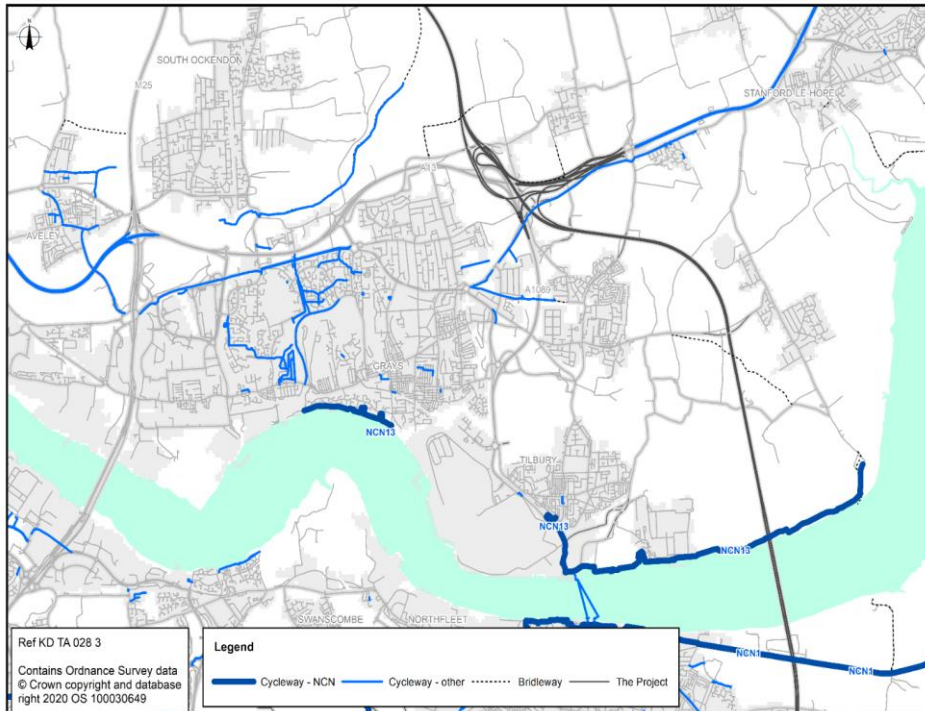 N
SOUTH OCKENDON
M25
STANFORD-LE-HOPE
A13
AVELEY
A1089
GRAYS
NCN13
TILBURY
NCN13
NCN13
SWANSCOMBE
NORTHFLEET
NCN1
NCN1
Ref KD TA 028 3
Contains Ordnance Survey data
© Crown copyright and database
right 2020 OS 100030649
Legend
Cycleway - NCN
Cycleway - other
Bridleway
The Project